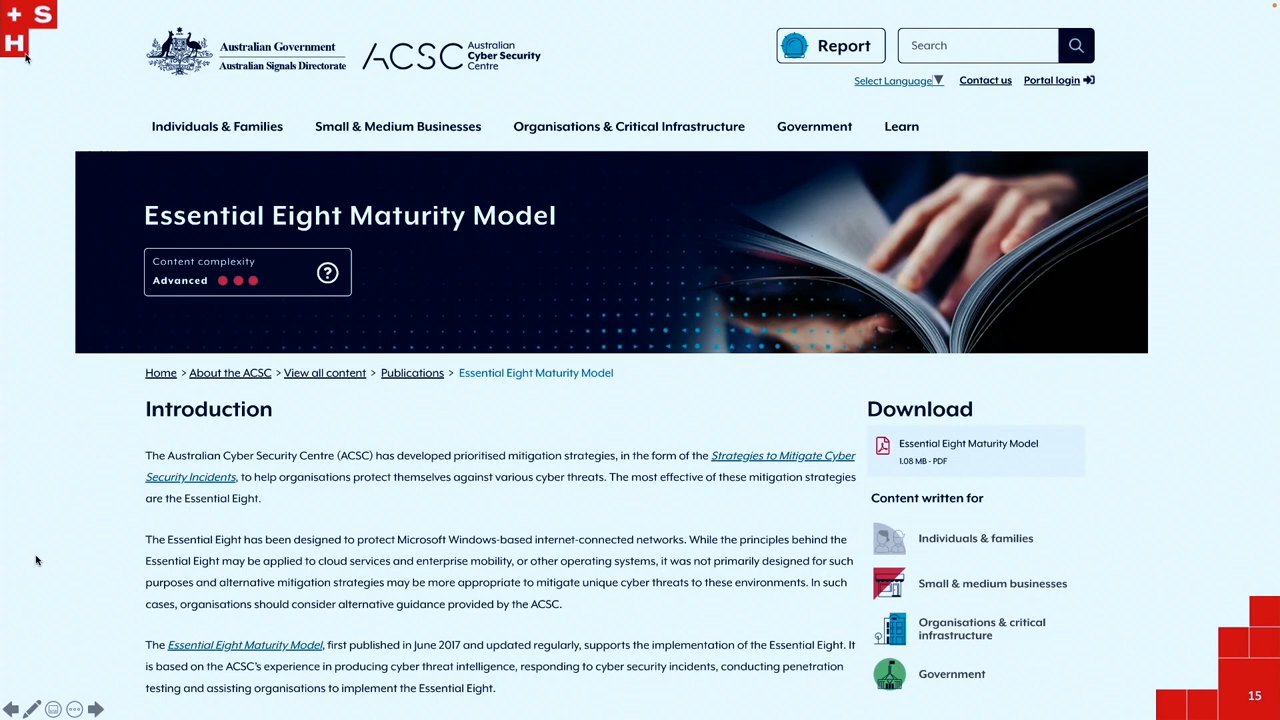 + S
H
Australian Government
Australian Signals Directorate
ACSC
Australian
Cyber Security
Centre
Report
Search
Select Language
Contact us
Portal login
Individuals & Families
Small & Medium Businesses
Organisations & Critical Infrastructure
Government
Learn
Essential Eight Maturity Model
Content complexity
Advanced
?
Home > About the ACSC > View all content > Publications > Essential Eight Maturity Model
Introduction
The Australian Cyber Security Centre (ACSC) has developed prioritised mitigation strategies, in the form of the Strategies to Mitigate Cyber
Security Incidents, to help organisations protect themselves against various cyber threats. The most effective of these mitigation strategies
are the Essential Eight.
The Essential Eight has been designed to protect Microsoft Windows-based internet-connected networks. While the principles behind the
Essential Eight may be applied to cloud services and enterprise mobility, or other operating systems, it was not primarily designed for such
purposes and alternative mitigation strategies may be more appropriate to mitigate unique cyber threats to these environments. In such
cases, organisations should consider alternative guidance provided by the ACSC.
The Essential Eight Maturity Model, first published in June 2017 and updated regularly, supports the implementation of the Essential Eight. It
is based on the ACSC's experience in producing cyber threat intelligence, responding to cyber security incidents, conducting penetration
testing and assisting organisations to implement the Essential Eight.
Download
Essential Eight Maturity Model
1.08 MB - PDF
Content written for
Individuals & families
Small & medium businesses
Organisations & critical
infrastructure
Government
15